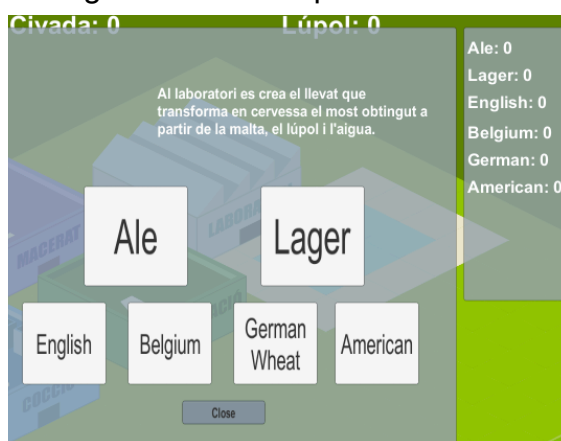 Civada: 0
Lúpol: 0
Ale: 0
Lager: 0
English: 0
Belgium: 0
German: 0
American: 0
Al laboratori es crea el llevat que
transforma en cervessa el most obtingut a
partir de la malta, el lúpol i l'aigua.
MACERAT
Ale
Lager
English
Belgium
German
Wheat
American
Close